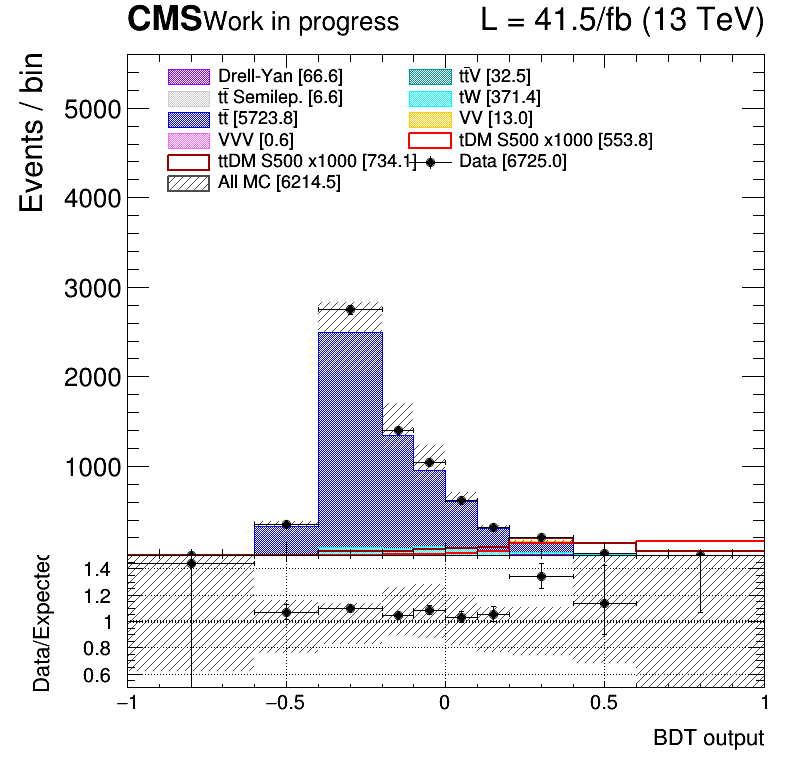 CMS Work in progress L = 41.5/fb (13 TeV)
Events / bin
Drell-Yan [66.6] tt̄V [32.5]
tt̄ Semilep. [6.6] tW [371.4]
tt̄ [5723.8] VV [13.0]
VVV [0.6] tDM S500 x1000 [553.8]
ttDM S500 x1000 [734.1] Data [6725.0]
All MC [6214.5]
5000
4000
3000
2000
1000
Data/Expected
1.4
1.2
1
0.8
0.6
−1 −0.5 0 0.5 1
BDT output